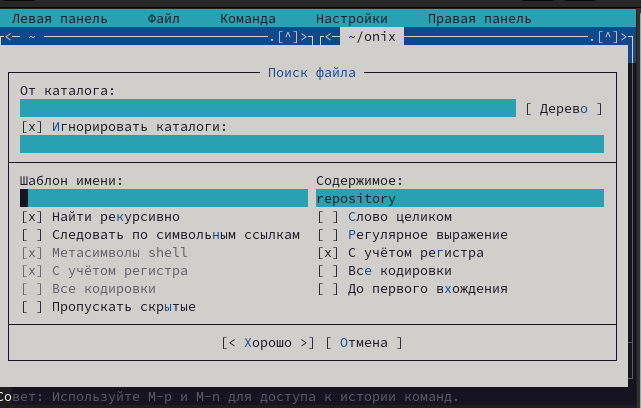 Левая панель Файл Команда Настройки Правая панель
<─ ~ ─ .[^]> <─ ~/onix .[^]>
Поиск файла
От каталога:
[ Дерево ]
[x] Игнорировать каталоги:
Шаблон имени: Содержимое:
repository
[x] Найти рекурсивно [ ] Слово целиком
[ ] Следовать по символьным ссылкам [ ] Регулярное выражение
[x] Метасимволы shell [x] С учётом регистра
[x] С учётом регистра [ ] Все кодировки
[ ] Все кодировки [ ] До первого вхождения
[ ] Пропускать скрытые
[< Хорошо >] [ Отмена ]
Совет: Используйте M-p и M-n для доступа к истории команд.